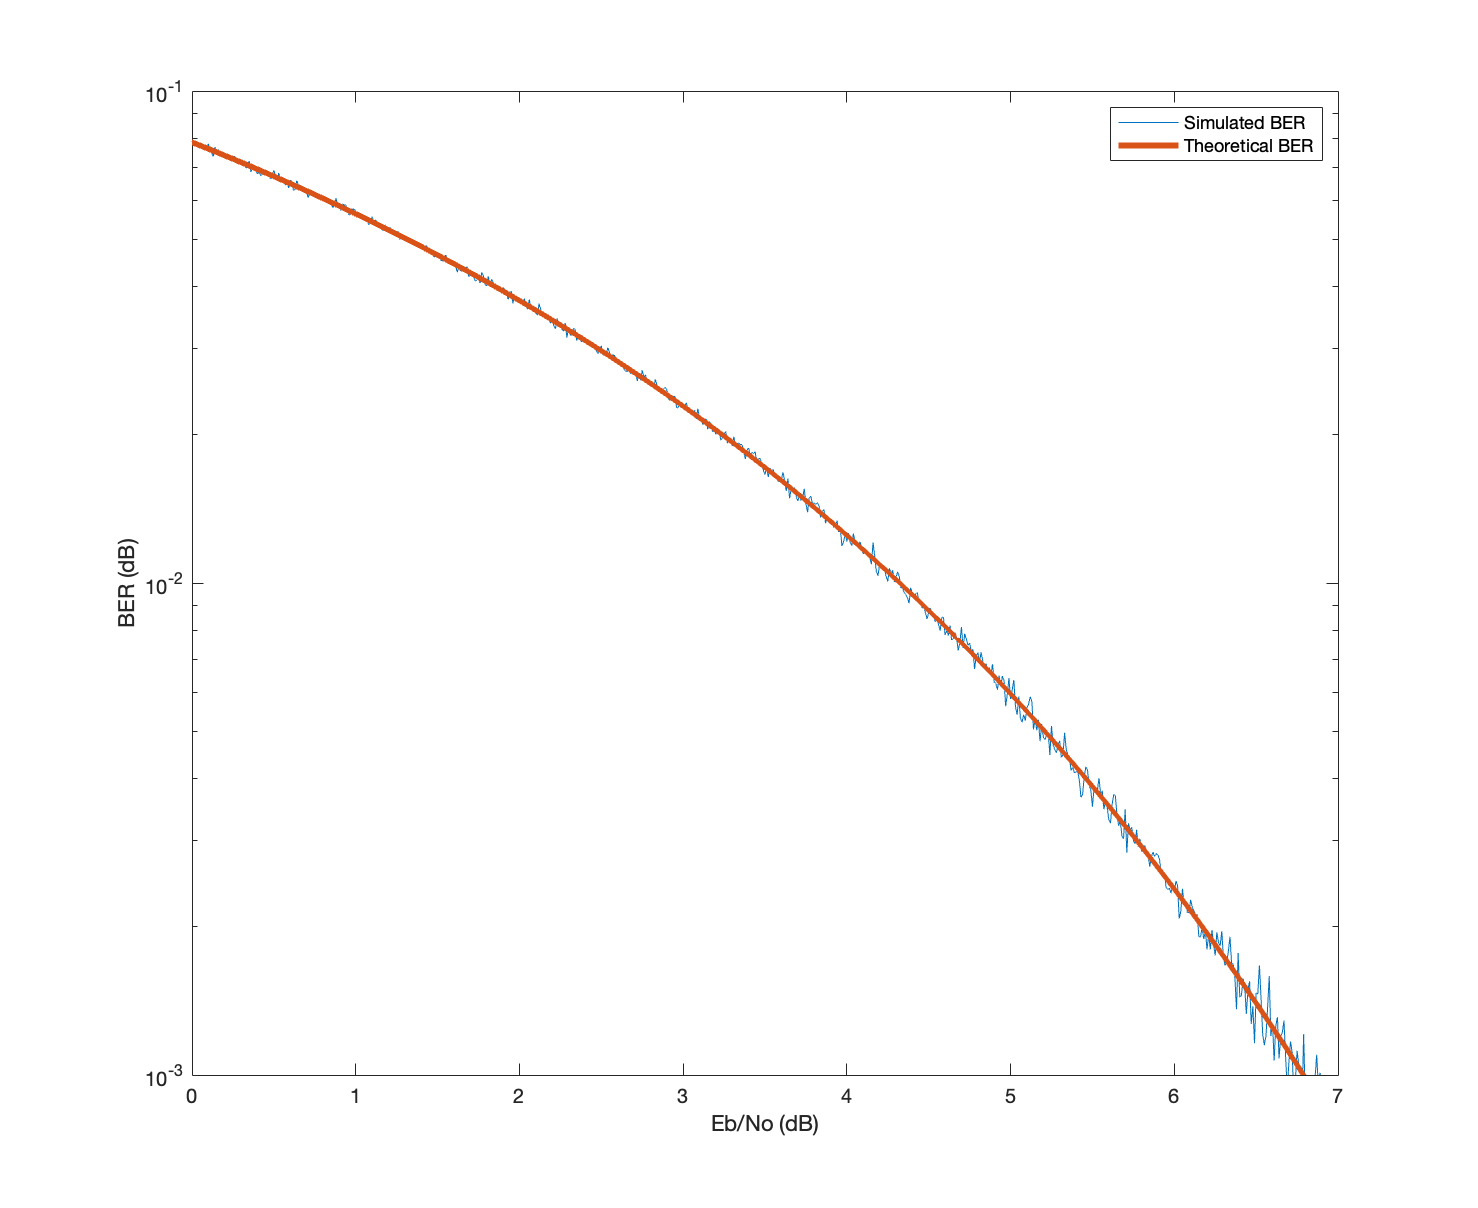 10-1
Simulated BER
Theoretical BER
BER (dB)
10-2
10-3
0 1 2 3 4 5 6 7
Eb/No (dB)